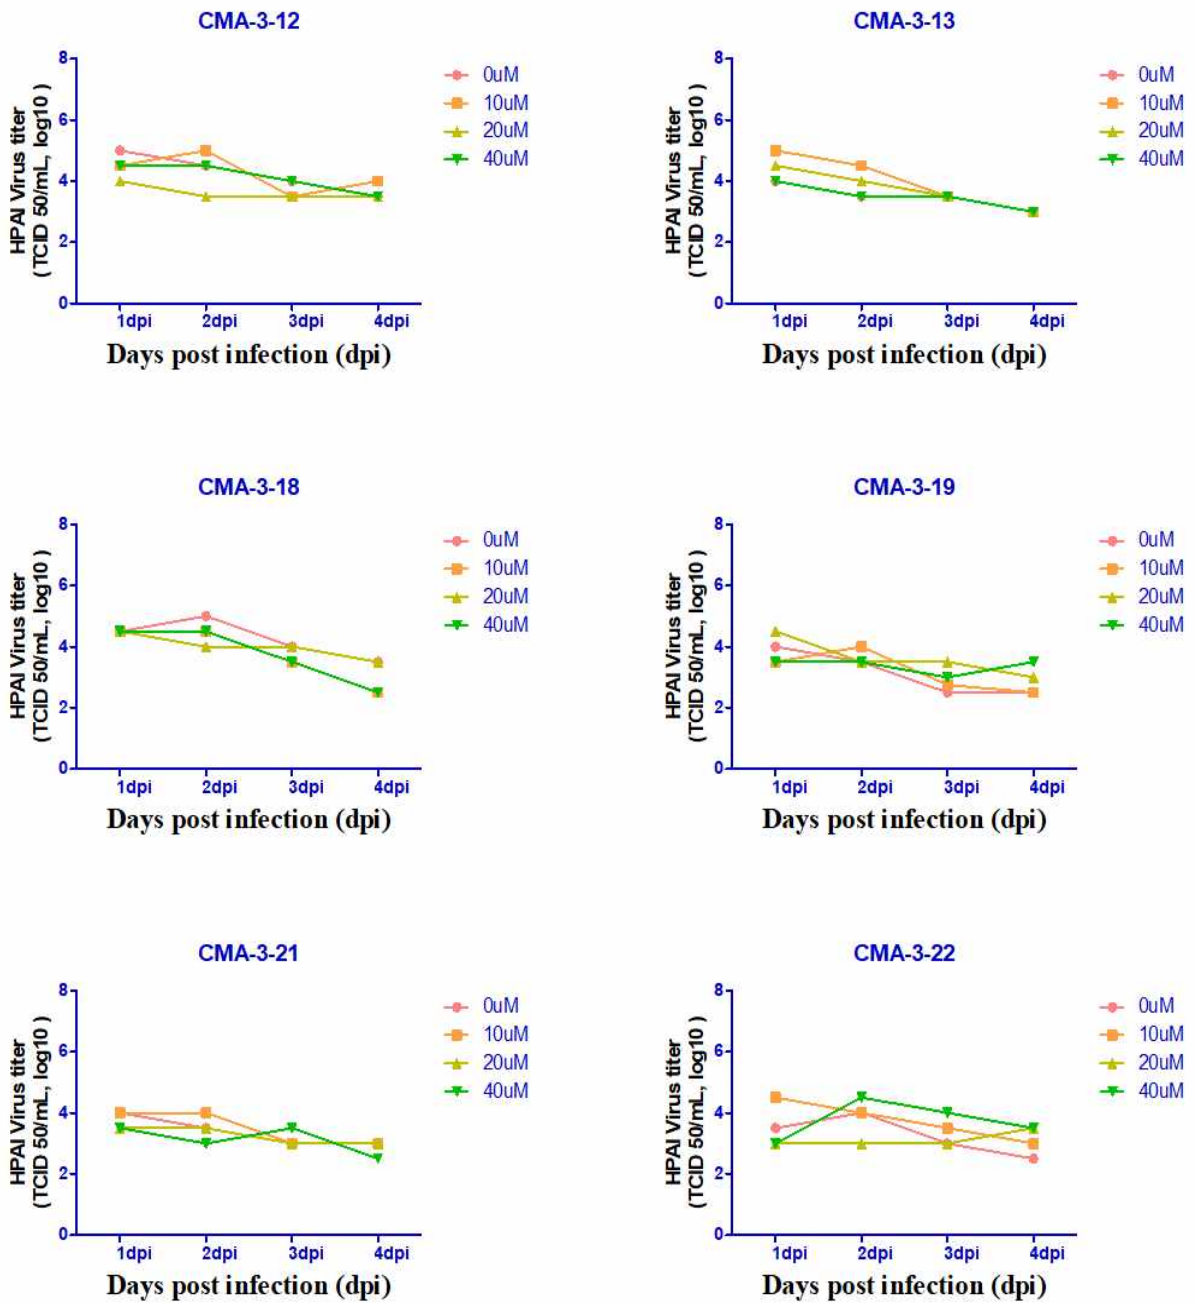 CMA-3-12
HPAI Virus titer
( TCID 50/mL, log10 )
8
6
4
2
0
1dpi 2dpi 3dpi 4dpi
Days post infection (dpi)
0uM
10uM
20uM
40uM
CMA-3-13
HPAI Virus titer
( TCID 50/mL, log10 )
8
6
4
2
0
1dpi 2dpi 3dpi 4dpi
Days post infection (dpi)
0uM
10uM
20uM
40uM
CMA-3-18
HPAI Virus titer
( TCID 50/mL, log10 )
8
6
4
2
0
1dpi 2dpi 3dpi 4dpi
Days post infection (dpi)
0uM
10uM
20uM
40uM
CMA-3-19
HPAI Virus titer
( TCID 50/mL, log10 )
8
6
4
2
0
1dpi 2dpi 3dpi 4dpi
Days post infection (dpi)
0uM
10uM
20uM
40uM
CMA-3-21
HPAI Virus titer
( TCID 50/mL, log10 )
8
6
4
2
0
1dpi 2dpi 3dpi 4dpi
Days post infection (dpi)
0uM
10uM
20uM
40uM
CMA-3-22
HPAI Virus titer
( TCID 50/mL, log10 )
8
6
4
2
0
1dpi 2dpi 3dpi 4dpi
Days post infection (dpi)
0uM
10uM
20uM
40uM